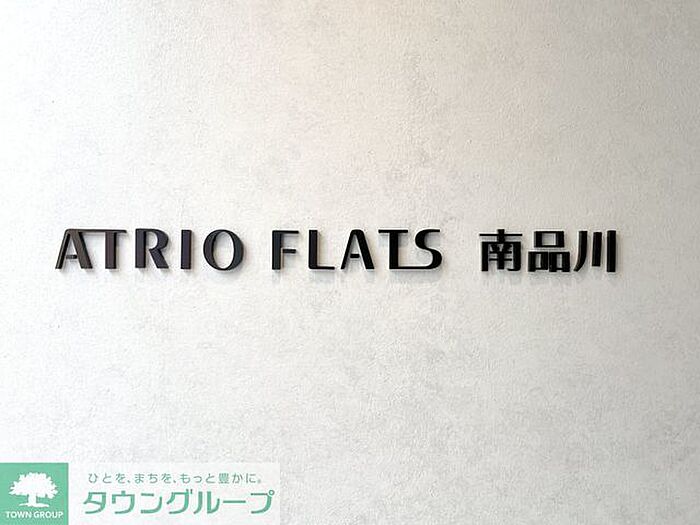 ATRIO FLATS 南品川
ひとを、まちを、もっと豊かに。
TOWN GROUP
タウングループ